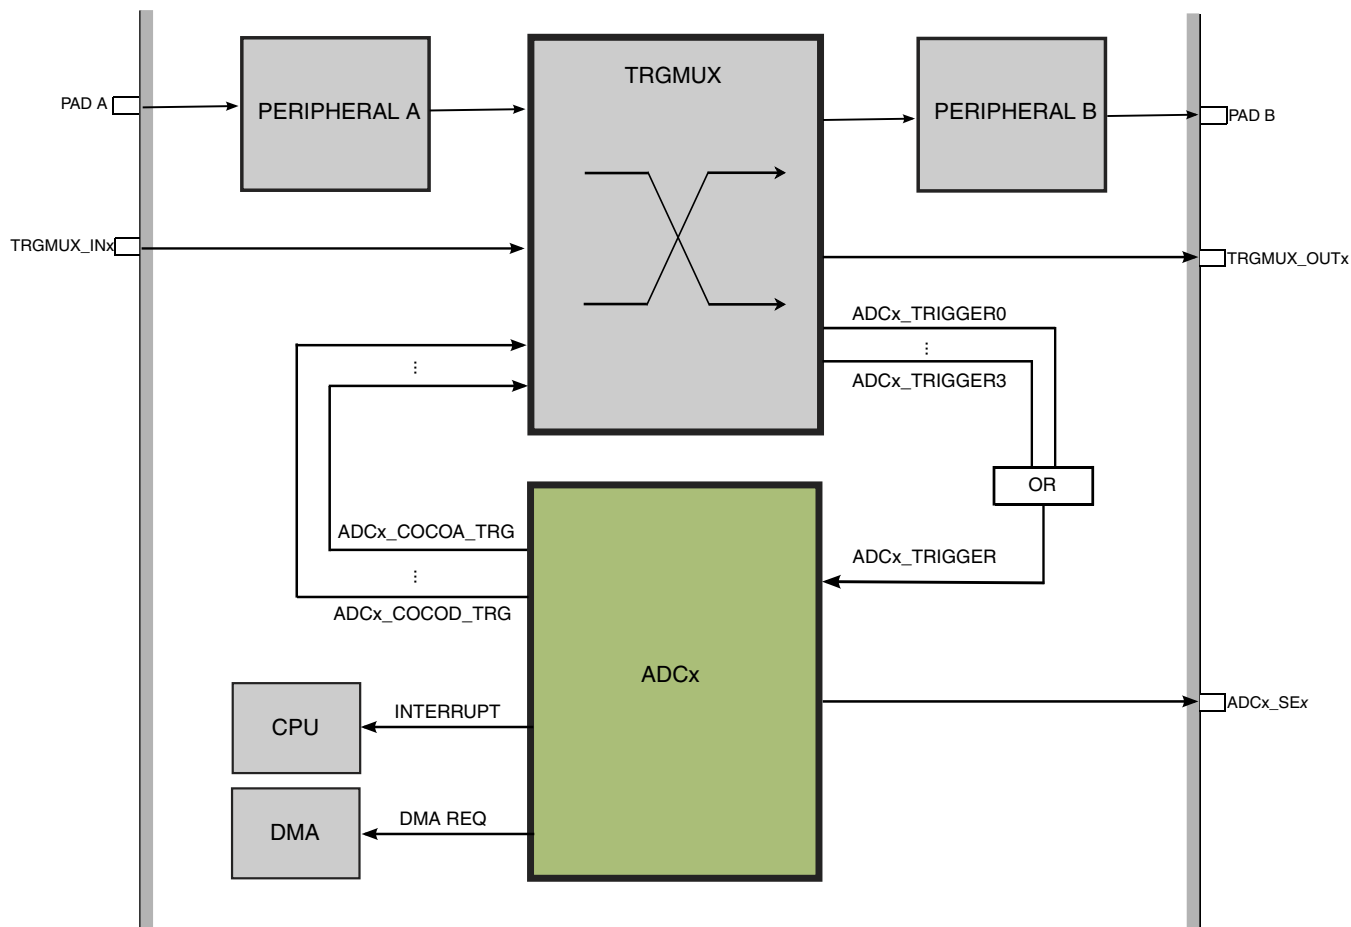 TRGMUX
PAD A
PERIPHERAL A
PERIPHERAL B
PAD B
TRGMUX_INx
TRGMUX_OUTx
ADCx_TRIGGER0
⋮
⋮
ADCx_TRIGGER3
OR
ADCx_COCOA_TRG
ADCx_TRIGGER
⋮
ADCx_COCOD_TRG
ADCx
ADCx_SEx
INTERRUPT
CPU
DMA REQ
DMA